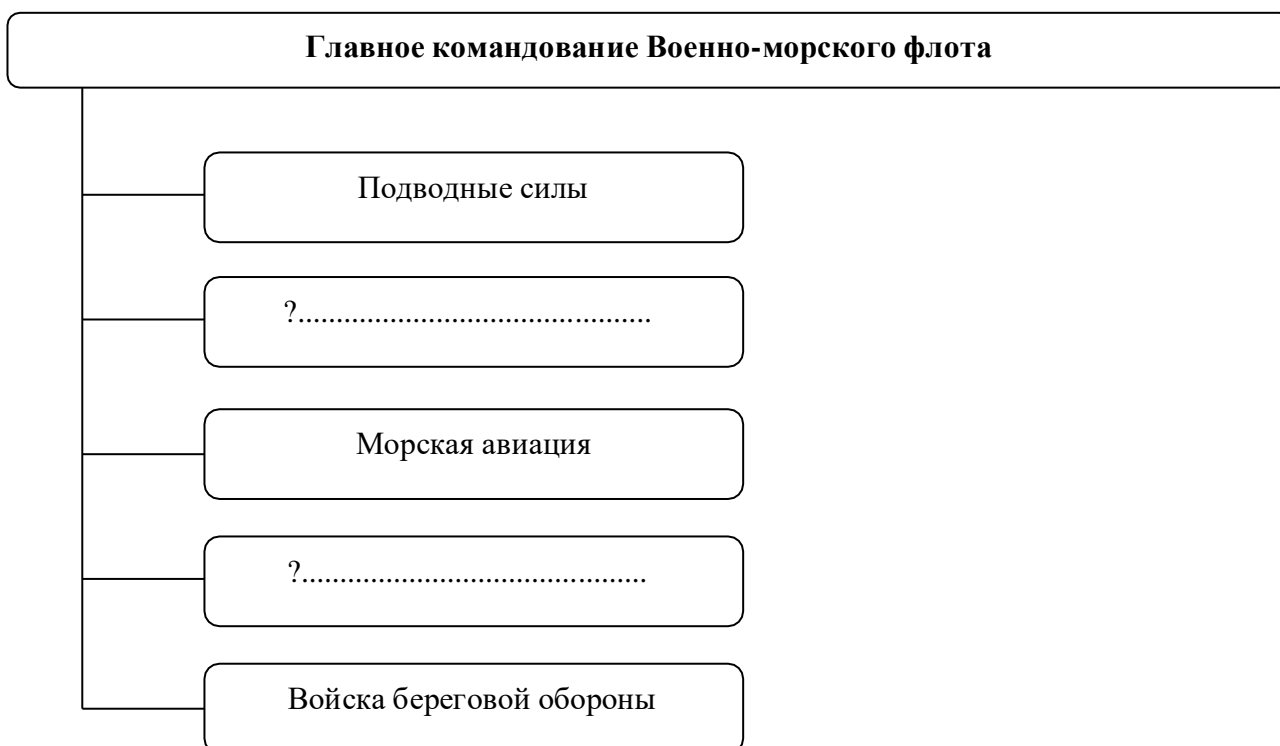 Главное командование Военно-морского флота
Подводные силы
?..............................................
Морская авиация
?.............................................
Войска береговой обороны